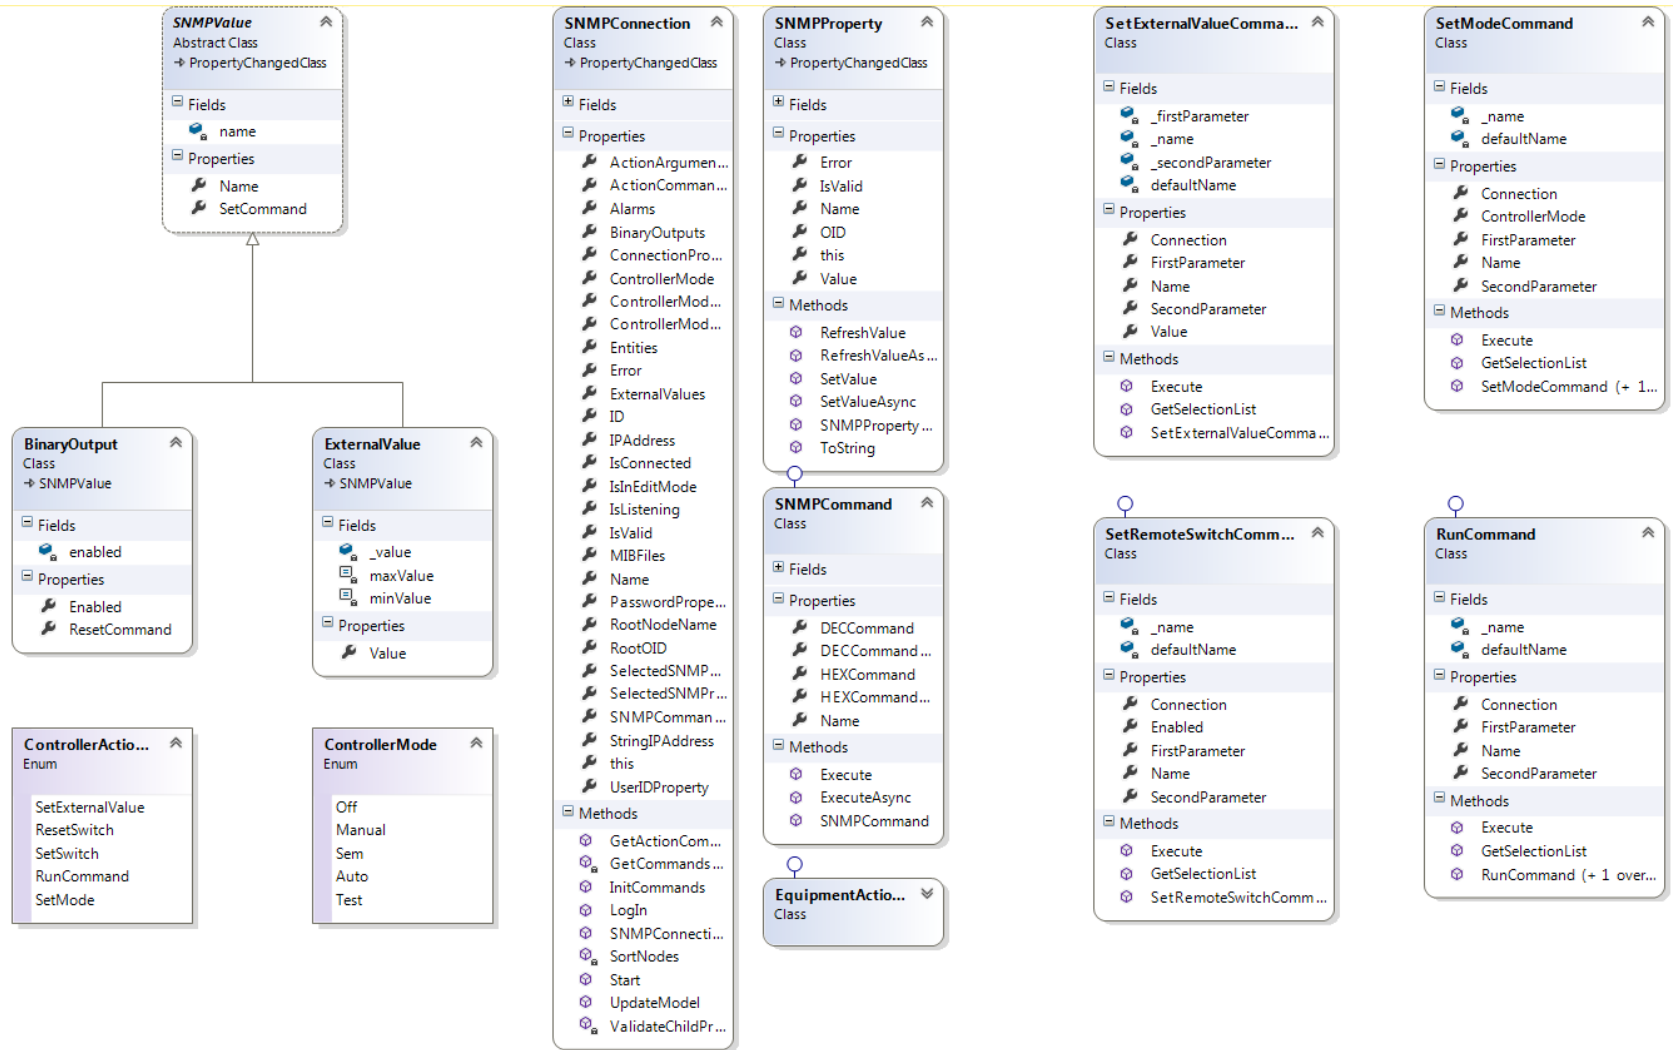 SNMPValue
Abstract Class
PropertyChangedClass
Fields
name
Properties
Name
SetCommand
BinaryOutput
Class
SNMPValue
Fields
enabled
Properties
Enabled
ResetCommand
ExternalValue
Class
SNMPValue
Fields
_value
maxValue
minValue
Properties
Value
ControllerActio...
Enum
SetExternalValue
ResetSwitch
SetSwitch
RunCommand
SetMode
ControllerMode
Enum
Off
Manual
Sem
Auto
Test
SNMPConnection
Class
PropertyChangedClass
Fields
Properties
ActionArgumen...
ActionComman...
Alarms
BinaryOutputs
ConnectionPro...
ControllerMode
ControllerMod...
ControllerMod...
Entities
Error
ExternalValues
ID
IPAddress
IsConnected
IsInEditMode
IsListening
IsValid
MIBFiles
Name
PasswordPrope...
RootNodeName
RootOID
SelectedSNMP...
SelectedSNMPr...
SNMPComman...
StringIPAddress
this
UserIDProperty
Methods
GetActionCom...
GetCommands...
InitCommands
LogIn
SNMPConnecti...
SortNodes
Start
UpdateModel
ValidateChildPr...
SNMPProperty
Class
PropertyChangedClass
Fields
Properties
Error
IsValid
Name
OID
this
Value
Methods
RefreshValue
RefreshValueAs...
SetValue
SetValueAsync
SNMPProperty...
ToString
SNMPCommand
Class
Fields
Properties
DECCommand
DECCommand...
HEXCommand
HEXCommand...
Name
Methods
Execute
ExecuteAsync
SNMPCommand
EquipmentActio...
Class
SetExternalValueComma...
Class
Fields
_firstParameter
_name
_secondParameter
defaultName
Properties
Connection
FirstParameter
Name
SecondParameter
Value
Methods
Execute
GetSelectionList
SetExternalValueComma...
SetRemoteSwitchComm...
Class
Fields
_name
defaultName
Properties
Connection
Enabled
FirstParameter
Name
SecondParameter
Methods
Execute
GetSelectionList
SetRemoteSwitchComm...
SetModeCommand
Class
Fields
_name
defaultName
Properties
Connection
ControllerMode
FirstParameter
Name
SecondParameter
Methods
Execute
GetSelectionList
SetModeCommand (+ 1...
RunCommand
Class
Fields
_name
defaultName
Properties
Connection
FirstParameter
Name
SecondParameter
Methods
Execute
GetSelectionList
RunCommand (+ 1 over...